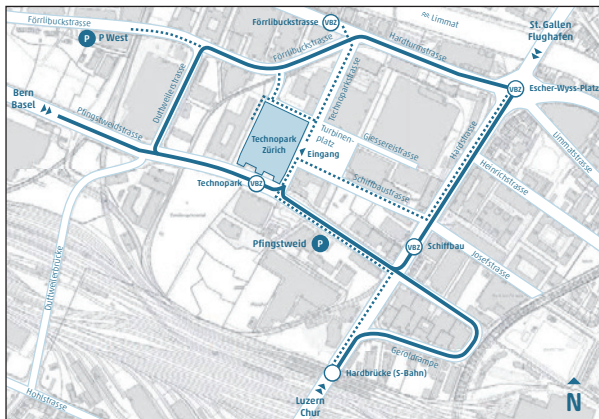 Förrlibuckstrasse
Limmat
St. Gallen
Flughafen
Förrlibuckstrasse
VBZ
P
P West
Förrlibuckstrasse
Hardturmstrasse
VBZ
Escher-Wyss-Platz
Bern
Basel
Pfingstweidstrasse
Duttweilerstrasse
Technoparkstrasse
Technopark
Zürich
Turbinen-
platz
Giessereistrasse
Eingang
Hardstrasse
Limmatstrasse
Heinrichstrasse
Schiffbaustrasse
Technopark
VBZ
Pfingstweid
P
VBZ
Schiffbau
Josefstrasse
Duttweilerbrücke
Geroldrampe
Hardbrücke (S-Bahn)
Hohlstrasse
Luzern
Chur
N